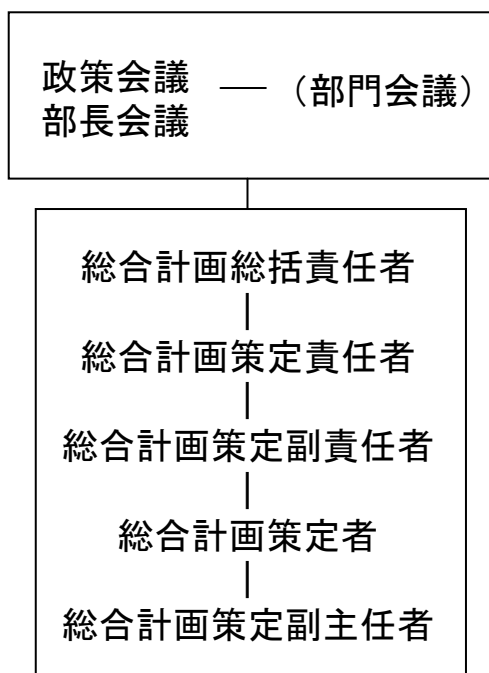 政策会議 ― （部門会議）
部長会議
総合計画総括責任者
総合計画策定責任者
総合計画策定副責任者
総合計画策定者
総合計画策定副主任者